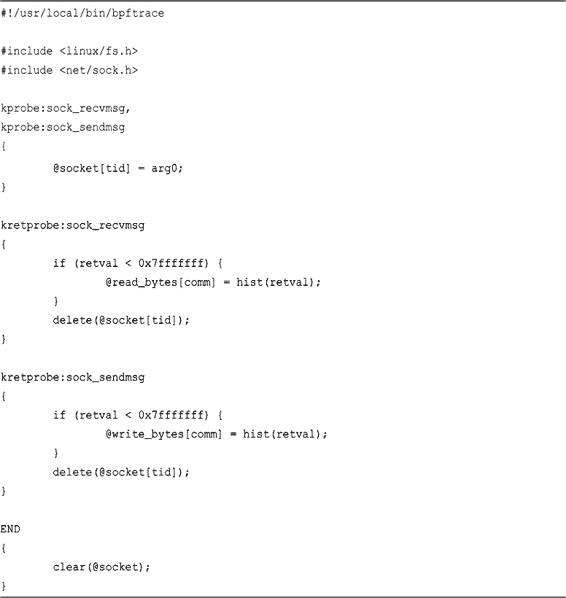 #!/usr/local/bin/bpftrace

#include <linux/fs.h>
#include <net/sock.h>

kprobe:sock_recvmsg,
kprobe:sock_sendmsg
{
        @socket[tid] = arg0;
}

kretprobe:sock_recvmsg
{
        if (retval < 0x7fffffff) {
                @read_bytes[comm] = hist(retval);
        }
        delete(@socket[tid]);
}

kretprobe:sock_sendmsg
{
        if (retval < 0x7fffffff) {
                @write_bytes[comm] = hist(retval);
        }
        delete(@socket[tid]);
}

END
{
        clear(@socket);
}